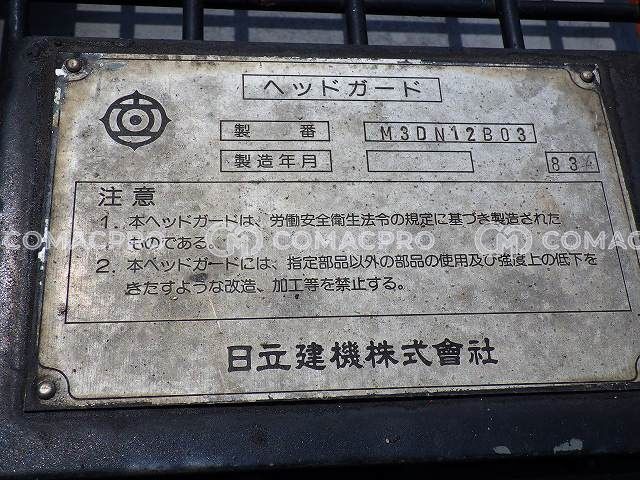 ヘッドガード
製 番 M3DN12B03
製造年月 834
注意
1. 本ヘッドガードは、労働安全衛生法令の規定に基づき製造された
ものである。
COMACPRO COMACPRO COMACPRO
2. 本ヘッドガードには、指定部品以外の部品の使用及び強度上の低下を
きたすような改造、加工等を禁止する。
日立建機株式會社